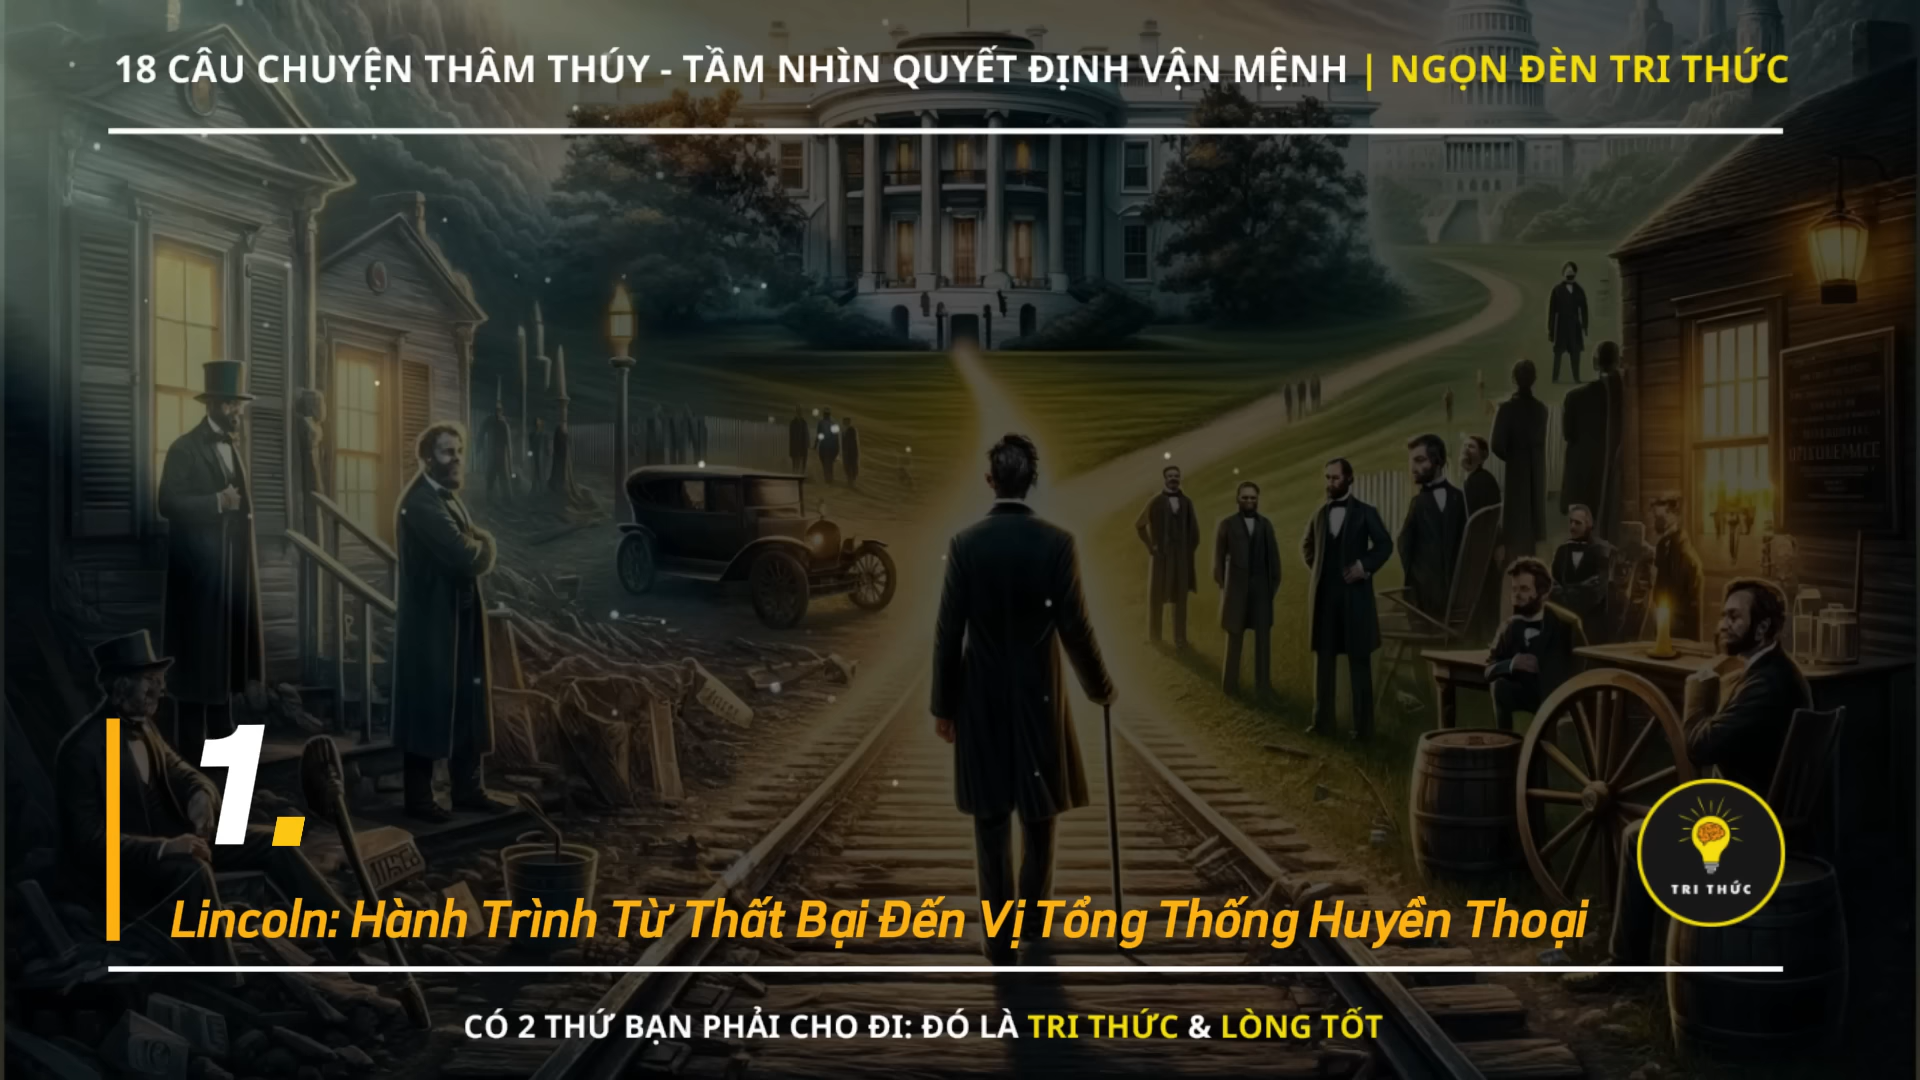 18 CÂU CHUYỆN THÂM THÚY - TẦM NHÌN QUYẾT ĐỊNH VẬN MỆNH | NGỌN ĐÈN TRI THỨC
1.
Lincoln: Hành Trình Từ Thất Bại Đến Vị Tổng Thống Huyền Thoại
TRI THỨC
CÓ 2 THỨ BẠN PHẢI CHO ĐI: ĐÓ LÀ TRI THỨC & LÒNG TỐT